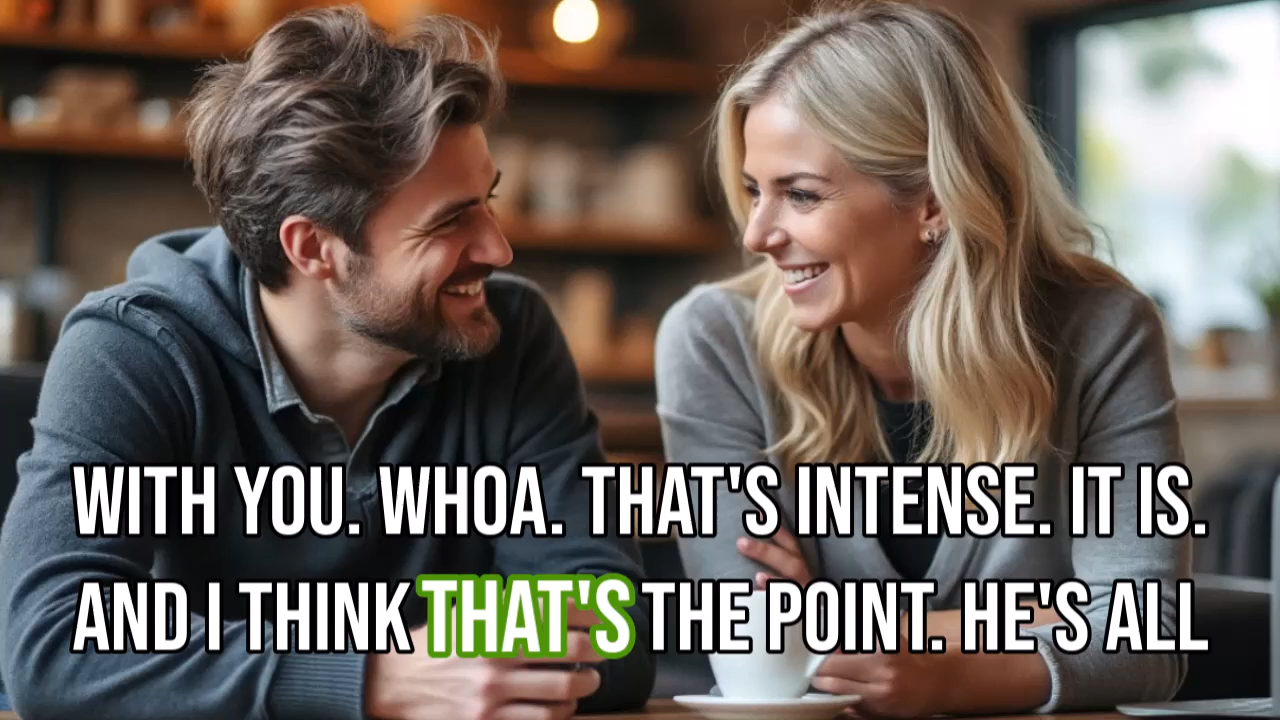 WITH YOU. WHOA. THAT'S INTENSE. IT IS.
AND I THINK THAT'S THE POINT. HE'S ALL